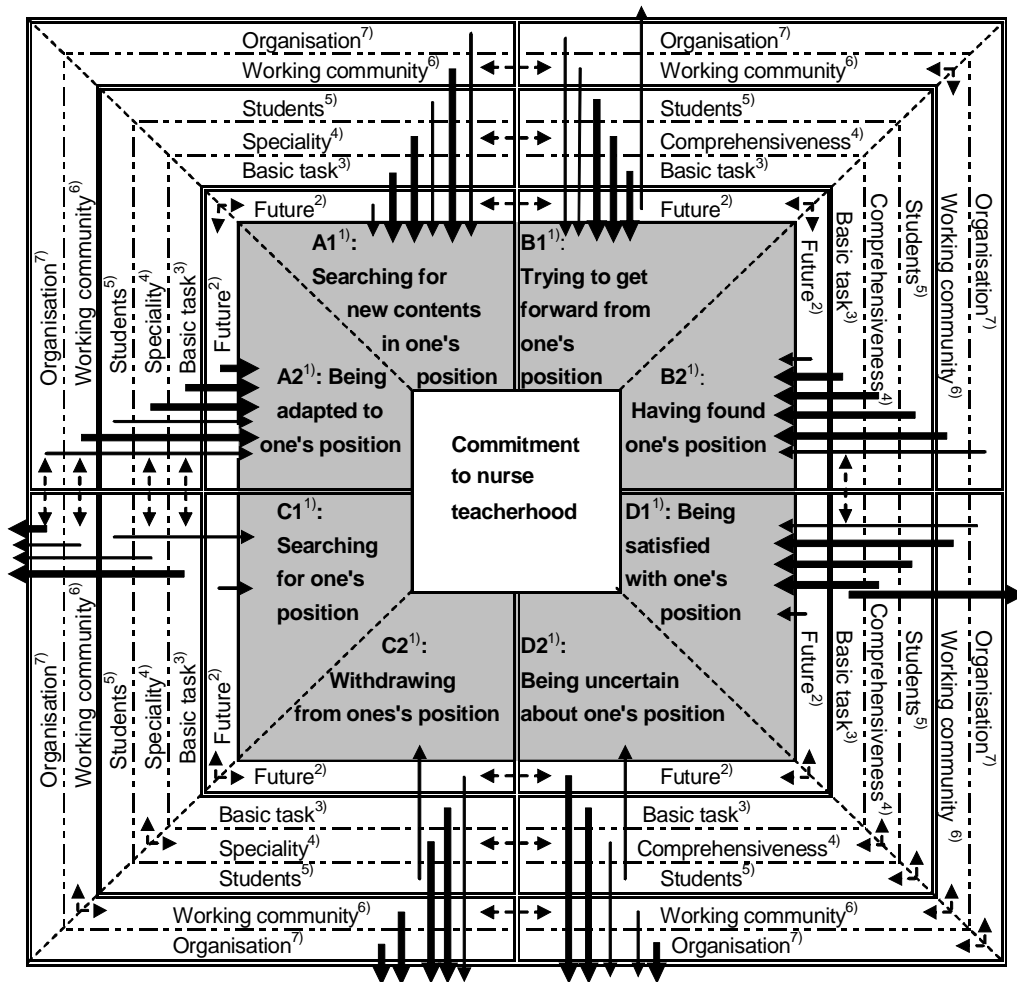 Organisation7)
Working community6)
Students5)
Speciality4)
Basic task3)
Future2)
Organisation7)
Working community6)
Students5)
Comprehensiveness4)
Basic task3)
Future2)
Organisation7)
Working community6)
Students5)
Speciality4)
Basic task3)
Future2)
A11):
Searching for
new contents
in one's
position
B11):
Trying to get
forward from
one's
position
A21): Being
adapted to
one's position
B21):
Having found
one's position
Future2)
Basic task3)
Comprehensiveness4)
Students5)
Working community6)
Organisation7)
Commitment
to nurse
teacherhood
C11):
Searching
for one's
position
D11): Being
satisfied
with one's
position
C21):
Withdrawing
from ones's position
D21):
Being uncertain
about one's position
Organisation7)
Working community6)
Students5)
Speciality4)
Basic task3)
Future2)
Future2)
Basic task3)
Comprehensiveness4)
Students5)
Working community 6)
Organisation7)
Future2)
Basic task3)
Speciality4)
Students5)
Working community6)
Organisation7)
Future2)
Basic task3)
Comprehensiveness4)
Students5)
Working community6)
Organisation7)